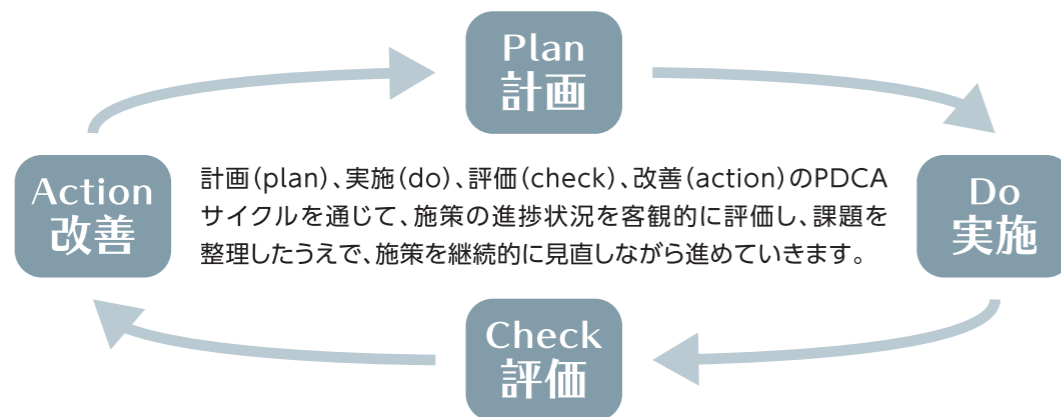 Plan
計画
Action
改善
計画(plan)、実施(do)、評価(check)、改善(action)のPDCA
サイクルを通じて、施策の進捗状況を客観的に評価し、課題を
整理したうえで、施策を継続的に見直しながら進めていきます。
Do
実施
Check
評価